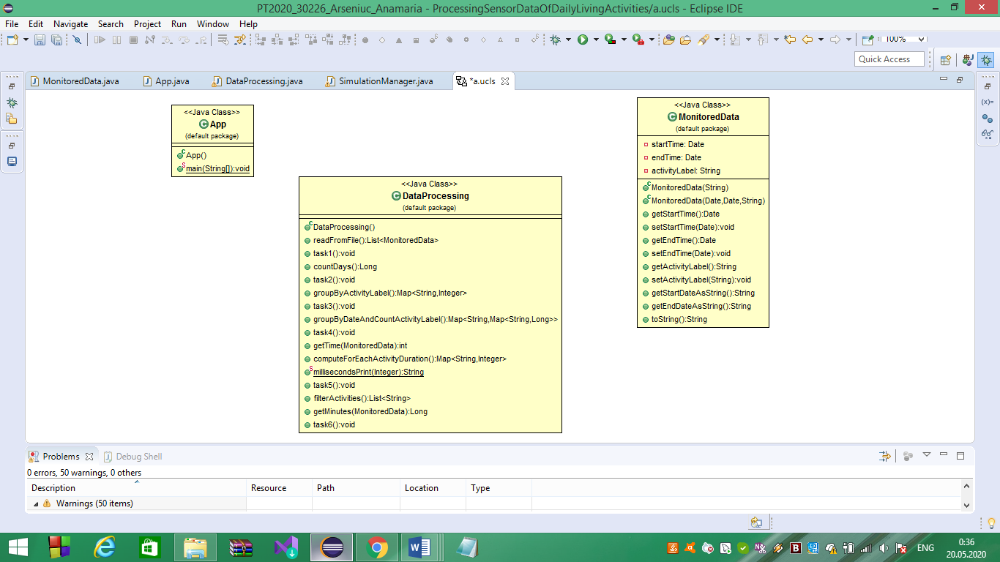 PT2020_30226_Arseniuc_Anamaria - ProcessingSensorDataOfDailyLivingActivities/a.ucls - Eclipse IDE
File Edit Navigate Search Project Run Window Help
100%
Quick Access
MonitoredData.java App.java DataProcessing.java SimulationManager.java *a.ucls
<<Java Class>>
App
(default package)
App()
main(String[]):void
<<Java Class>>
DataProcessing
(default package)
DataProcessing()
readFromFile():List<MonitoredData>
task1():void
countDays():Long
task2():void
groupByActivityLabel():Map<String,Integer>
task3():void
groupByDateAndCountActivityLabel():Map<String,Map<String,Long>>
task4():void
getTime(MonitoredData):int
computeForEachActivityDuration():Map<String,Integer>
millisecondsPrint(Integer):String
task5():void
filterActivities():List<String>
getMinutes(MonitoredData):Long
task6():void
<<Java Class>>
MonitoredData
(default package)
startTime: Date
endTime: Date
activityLabel: String
MonitoredData(String)
MonitoredData(Date,Date,String)
getStartTime():Date
setStartTime(Date):void
getEndTime():Date
setEndTime(Date):void
getActivityLabel():String
setActivityLabel(String):void
getStartDateAsString():String
getEndDateAsString():String
toString():String
Problems Debug Shell
0 errors, 50 warnings, 0 others
Description Resource Path Location Type
Warnings (50 items)
ENG
0:36
20.05.2020